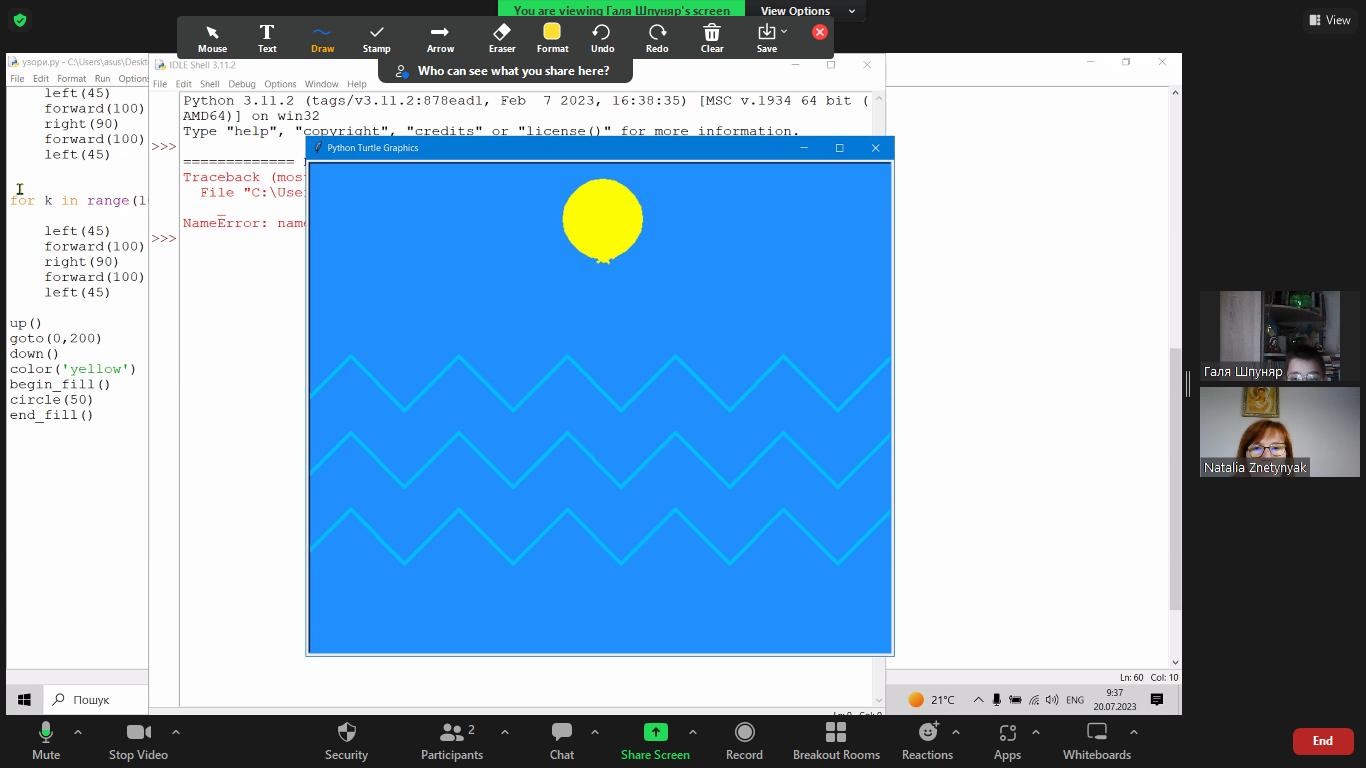 You are viewing Галя Шпуняр's screen
View Options
View
Mouse
Text
Draw
Stamp
Arrow
Eraser
Format
Undo
Redo
Clear
Save
Who can see what you share here?
узори.py - C:\Users\asus\Deskt
File Edit Format Run Options
left(45)
forward(100)
right(90)
forward(100)
left(45)
for k in range(1
left(45)
forward(100)
right(90)
forward(100)
left(45)
up()
goto(0,200)
down()
color('yellow')
begin_fill()
circle(50)
end_fill()
IDLE Shell 3.11.2
File Edit Shell Debug Options Window Help
Python 3.11.2 (tags/v3.11.2:878ead1, Feb 7 2023, 16:38:35) [MSC v.1934 64 bit (
AMD64)] on win32
Type "help", "copyright", "credits" or "license()" for more information.
>>>
=============
Traceback (mos
File "C:\Use
NameError: nam
>>>
Python Turtle Graphics
Галя Шпуняр
Natalia Znetynyak
Ln: 60 Col: 10
Пошук
21°C
ENG
9:37
20.07.2023
Mute
Stop Video
Security
Participants
2
Chat
Share Screen
Record
Breakout Rooms
Reactions
Apps
Whiteboards
End